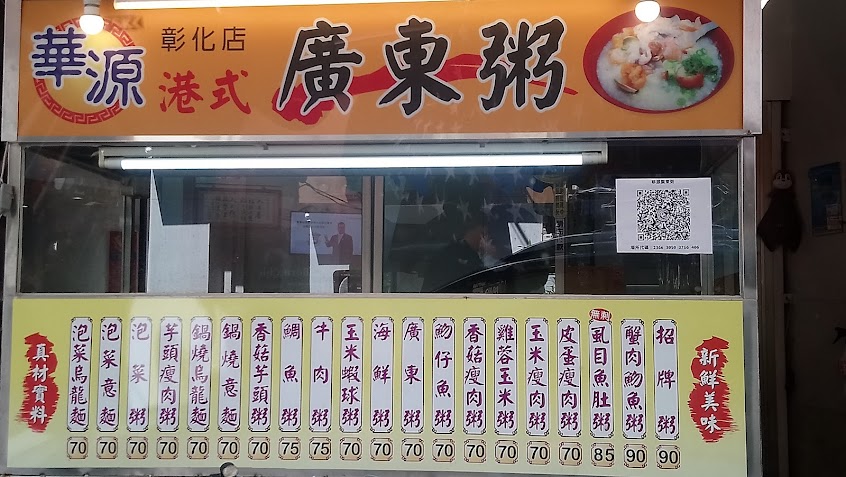 華源
彰化店
港式
廣東粥
新鮮美味
招牌粥 90
蟹肉魩魚粥 90
無刺
虱目魚肚粥 85
皮蛋瘦肉粥 70
玉米瘦肉粥 70
雞蓉玉米粥 70
香菇瘦肉粥 70
魩仔魚粥 70
廣東粥 70
海鮮粥 70
玉米蝦球粥 70
牛肉粥 75
鯛魚粥 75
香菇芋頭粥 70
鍋燒意麵 70
鍋燒烏龍麵 70
芋頭瘦肉粥 70
泡菜粥 70
泡菜意麵 70
泡菜烏龍麵 70
真材實料